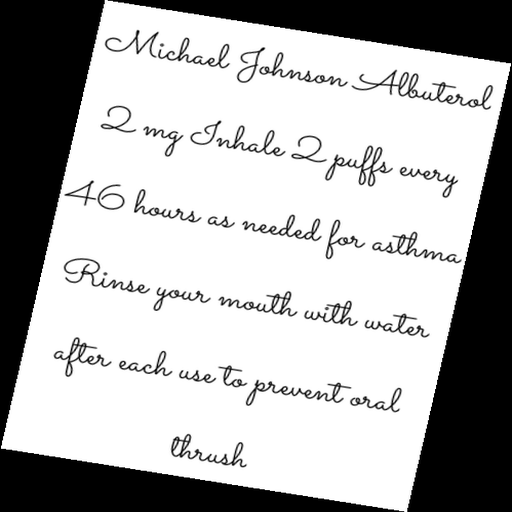 Michael Johnson Albuterol
2 mg Inhale 2 puffs every
46 hours as needed for asthma
Rinse your mouth with water
after each use to prevent oral
thrush